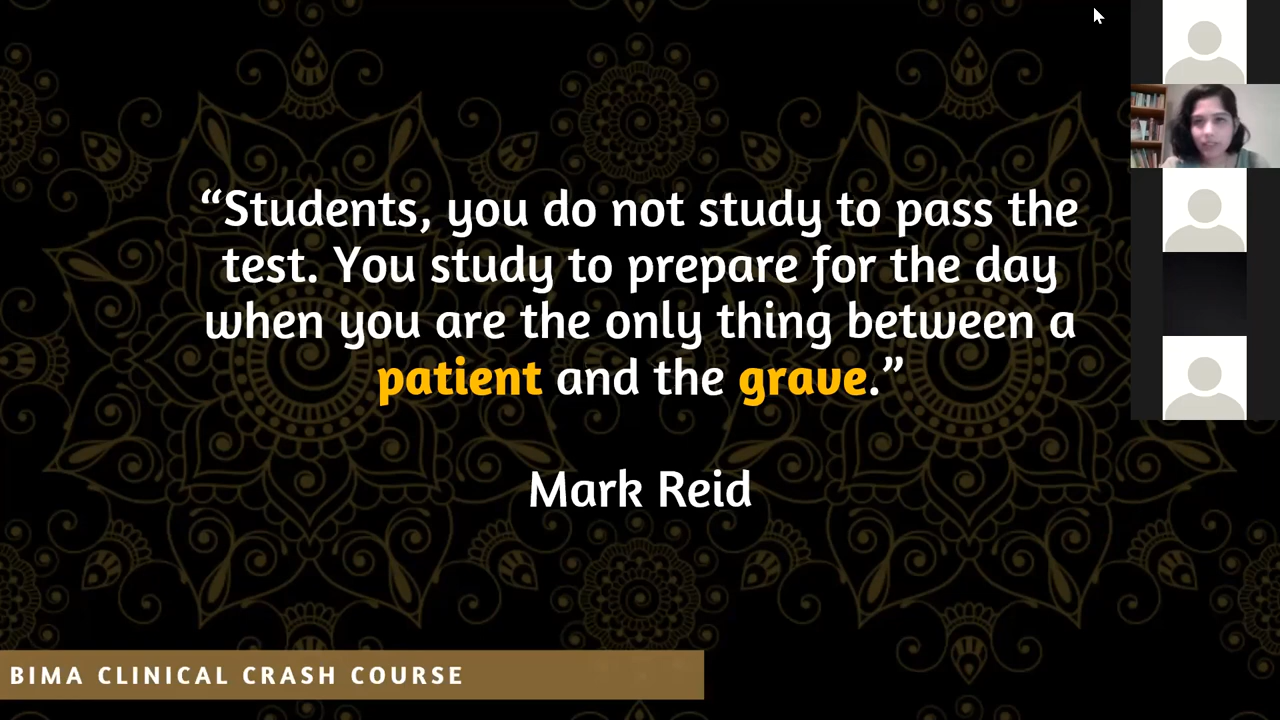 “Students, you do not study to pass the
test. You study to prepare for the day
when you are the only thing between a
patient and the grave.”
Mark Reid
BIMA CLINICAL CRASH COURSE